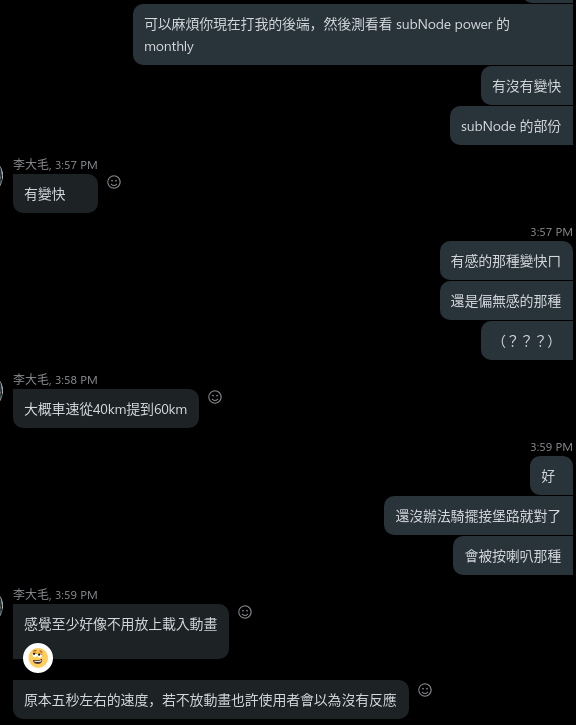 可以麻煩你現在打我的後端，然後測看看 subNode power 的
monthly
有沒有變快
subNode 的部份
李大毛, 3:57 PM
有變快
3:57 PM
有感的那種變快ㄇ
還是偏無感的那種
（？？？）
李大毛, 3:58 PM
大概車速從40km提到60km
3:59 PM
好
還沒辦法騎擺接堡路就對了
會被按喇叭那種
李大毛, 3:59 PM
感覺至少好像不用放上載入動畫
原本五秒左右的速度，若不放動畫也許使用者會以為沒有反應